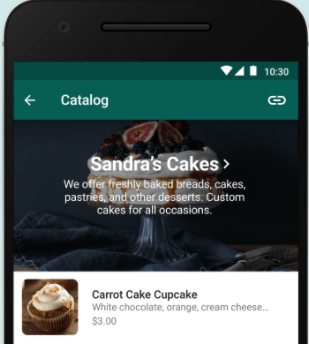 10:30
Catalog
Sandra's Cakes
We offer freshly baked breads, cakes,
pastries, and other desserts. Custom
cakes for all occasions.
Carrot Cake Cupcake
White chocolate, orange, cream cheese...
$3.00